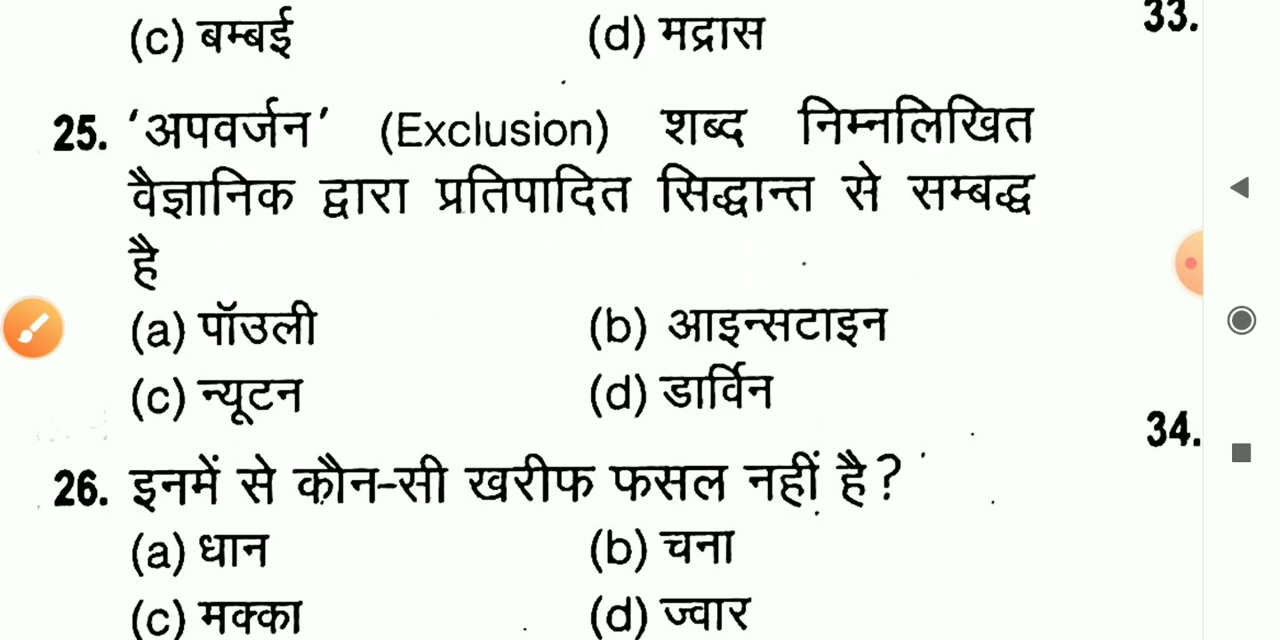 (c) बम्बई (d) मद्रास
33.
25. ‘अपवर्जन’ (Exclusion) शब्द निम्नलिखित
वैज्ञानिक द्वारा प्रतिपादित सिद्धान्त से सम्बद्ध
है
(a) पॉउली (b) आइन्सटाइन
(c) न्यूटन (d) डार्विन
34.
26. इनमें से कौन-सी खरीफ फसल नहीं है?
(a) धान (b) चना
(c) मक्का (d) ज्वार